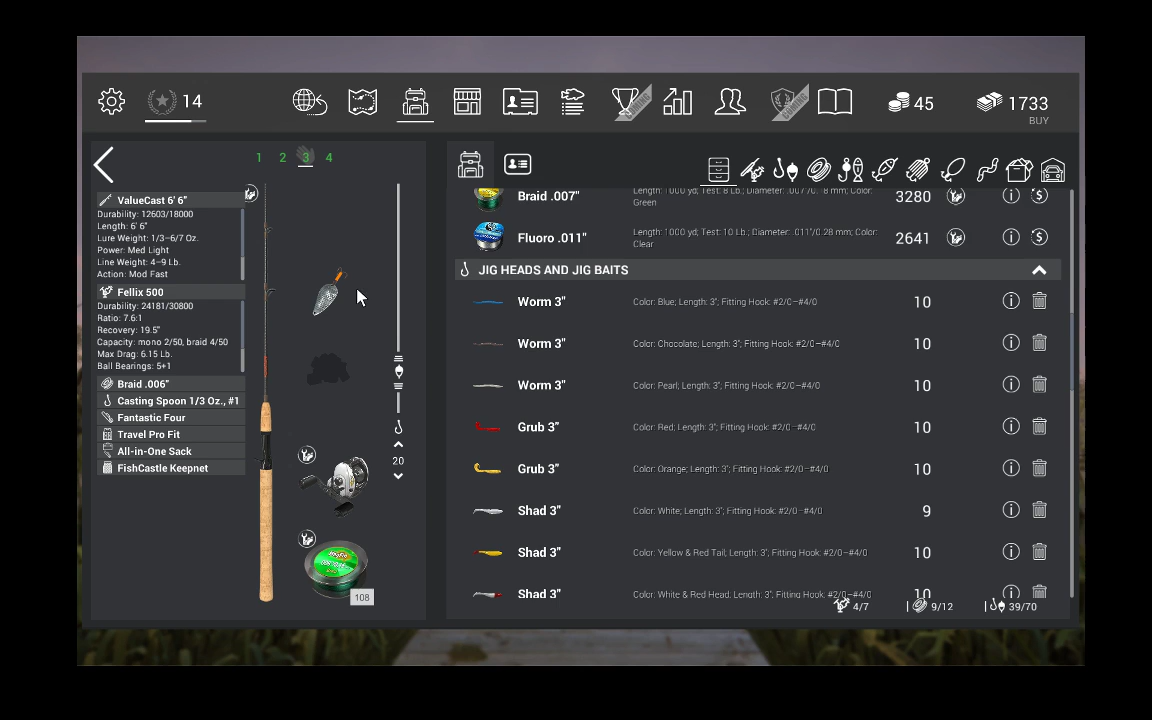 14
45
1733
BUY
1 2 3 4
ValueCast 6' 6"
Durability: 12603/18000
Length: 6' 6"
Lure Weight: 1/3–6/7 Oz.
Power: Med Light
Line Weight: 4–9 Lb.
Action: Mod Fast
Fellix 500
Durability: 24181/30800
Ratio: 7.6:1
Recovery: 19.5"
Capacity: mono 2/50, braid 4/50
Max Drag: 6.15 Lb.
Ball Bearings: 5+1
Braid .006"
Casting Spoon 1/3 Oz., #1
Fantastic Four
Travel Pro Fit
All-in-One Sack
FishCastle Keepnet
20
108
Braid .007" Length: 1000 yd; Test: 8 Lb.; Diameter: mm; Color: Green 3280
Fluoro .011" Length: 1000 yd; Test: 10 Lb.; Diameter: .011"/0.28 mm; Color: Clear 2641
JIG HEADS AND JIG BAITS
Worm 3" Color: Blue; Length: 3"; Fitting Hook: #2/0–#4/0 10
Worm 3" Color: Chocolate; Length: 3"; Fitting Hook: #2/0–#4/0 10
Worm 3" Color: Pearl; Length: 3"; Fitting Hook: #2/0–#4/0 10
Grub 3" Color: Red; Length: 3"; Fitting Hook: #2/0–#4/0 10
Grub 3" Color: Orange; Length: 3"; Fitting Hook: #2/0–#4/0 10
Shad 3" Color: White; Length: 3"; Fitting Hook: #2/0–#4/0 9
Shad 3" Color: Yellow & Red Tail; Length: 3"; Fitting Hook: #2/0–#4/0 10
Shad 3" Color: White & Red Head; Length: 3"; Fitting Hook: #2/0–#4/0 10
4/7 9/12 39/70